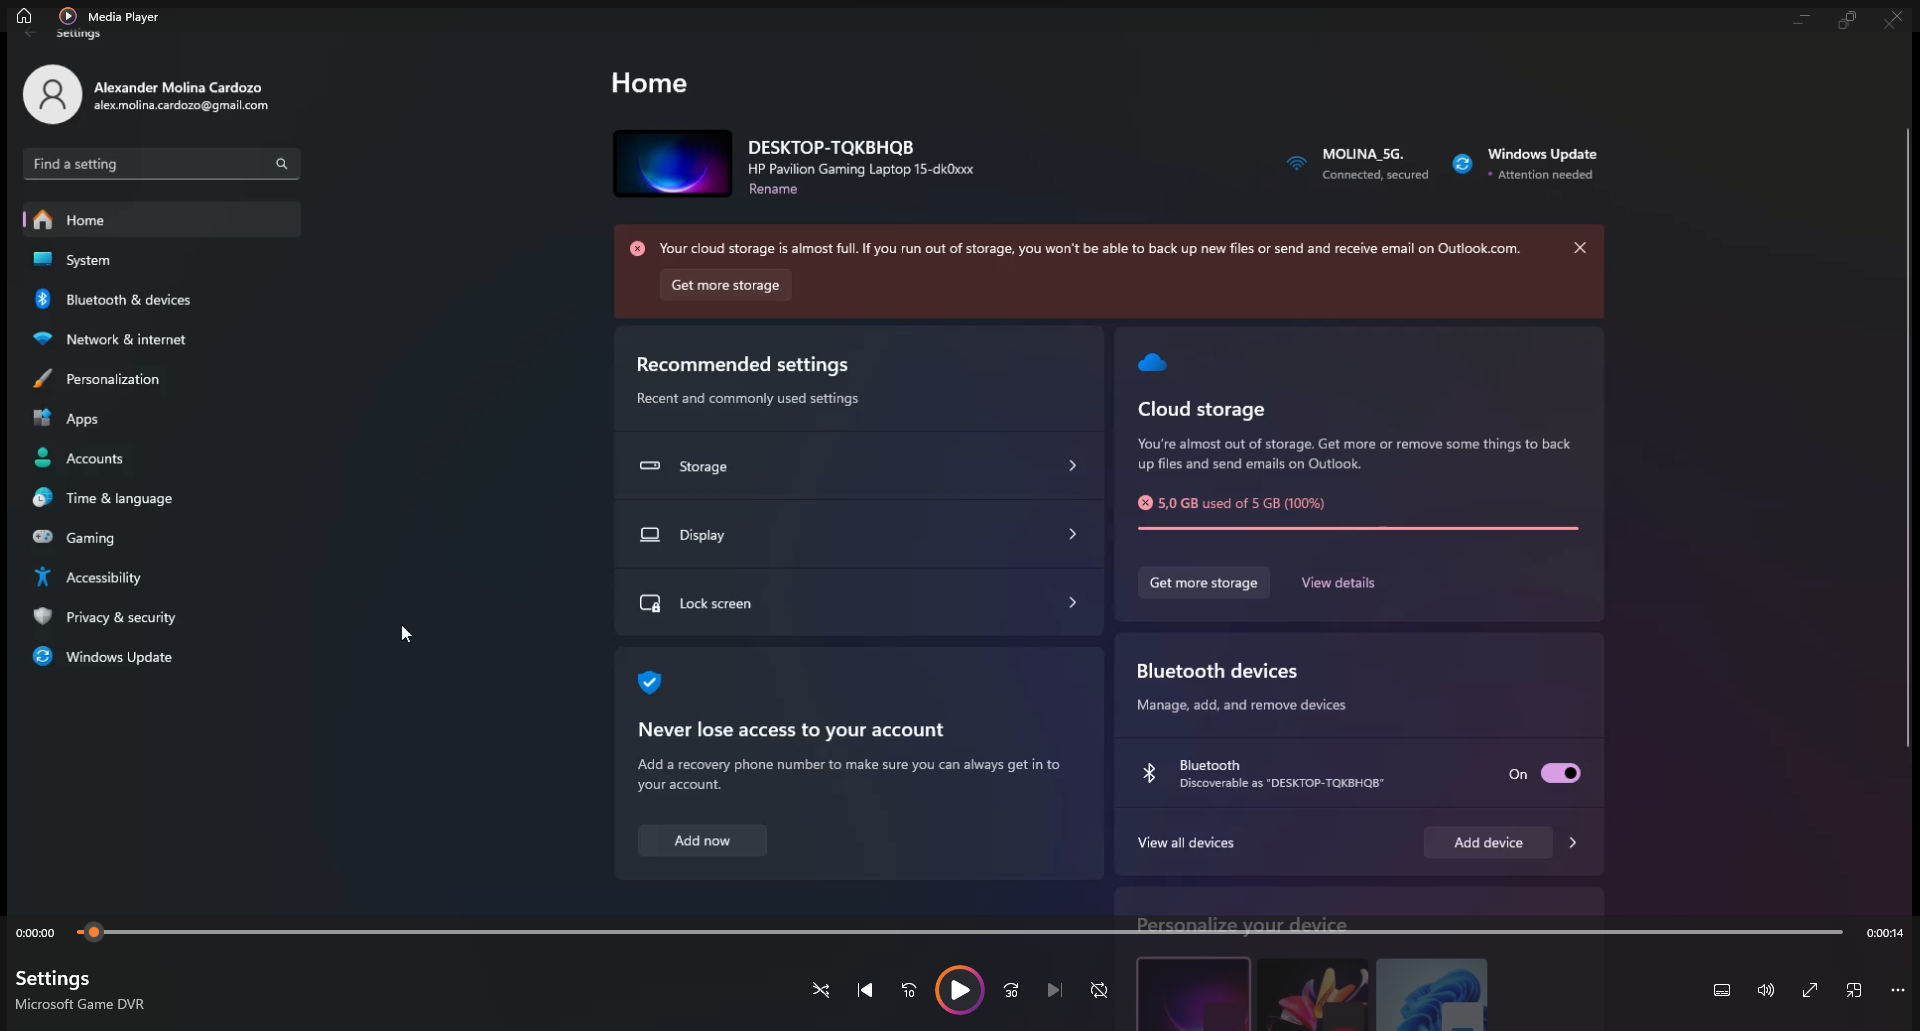 Media Player
Settings
Alexander Molina Cardozo
alex.molina.cardozo@gmail.com
Find a setting
Home
System
Bluetooth & devices
Network & internet
Personalization
Apps
Accounts
Time & language
Gaming
Accessibility
Privacy & security
Windows Update
Home
DESKTOP-TQKBHQB
HP Pavilion Gaming Laptop 15-dk0xxx
Rename
MOLINA_5G.
Connected, secured
Windows Update
• Attention needed
Your cloud storage is almost full. If you run out of storage, you won't be able to back up new files or send and receive email on Outlook.com.
Get more storage
Recommended settings
Recent and commonly used settings
Storage
Display
Lock screen
Never lose access to your account
Add a recovery phone number to make sure you can always get in to
your account.
Add now
Cloud storage
You're almost out of storage. Get more or remove some things to back
up files and send emails on Outlook.
5,0 GB used of 5 GB (100%)
Get more storage
View details
Bluetooth devices
Manage, add, and remove devices
Bluetooth
Discoverable as "DESKTOP-TQKBHQB"
On
View all devices
Add device
Personalize your device
0:00:00
0:00:14
Settings
Microsoft Game DVR
10
30